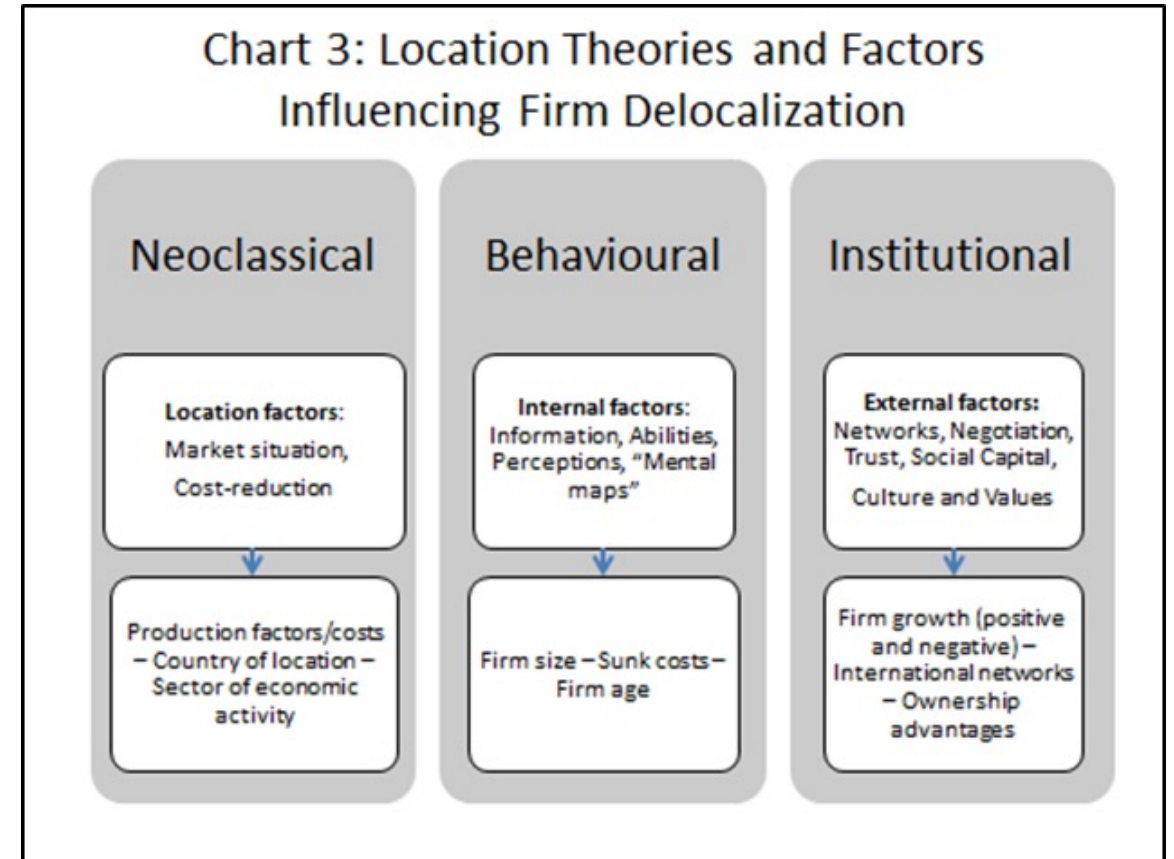 Chart 3: Location Theories and Factors
Influencing Firm Delocalization
Neoclassical
Location factors:
Market situation,
Cost-reduction
Production factors/costs
– Country of location –
Sector of economic
activity
Behavioural
Internal factors:
Information, Abilities,
Perceptions, “Mental
maps”
Firm size – Sunk costs –
Firm age
Institutional
External factors:
Networks, Negotiation,
Trust, Social Capital,
Culture and Values
Firm growth (positive
and negative) –
International networks
– Ownership
advantages